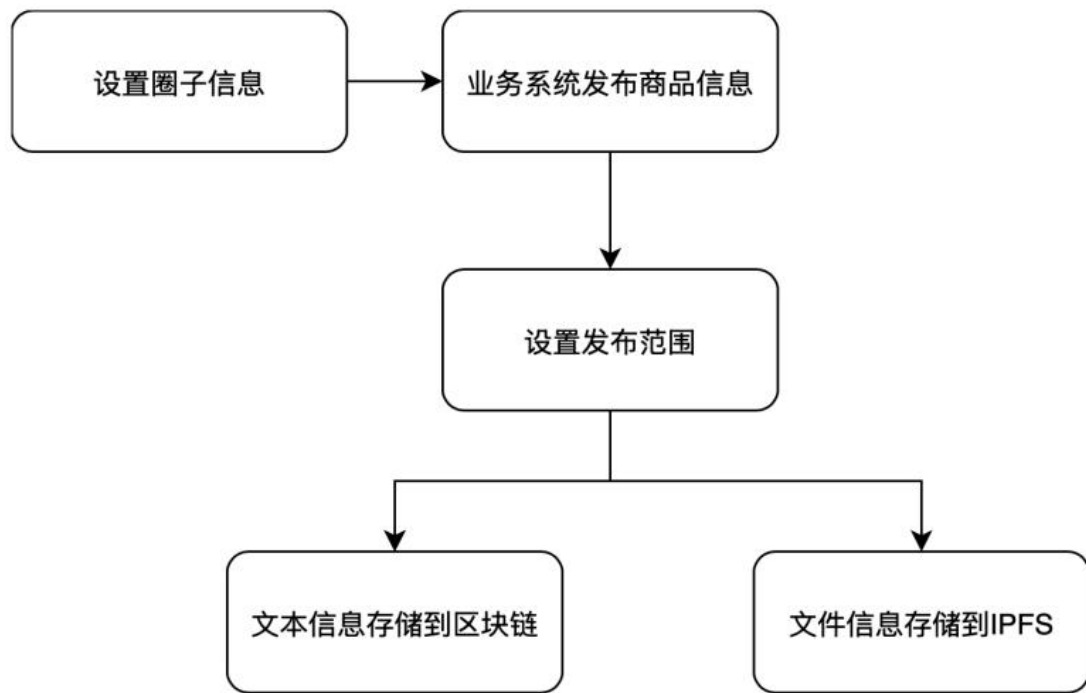 设置圈子信息
业务系统发布商品信息
设置发布范围
文本信息存储到区块链
文件信息存储到IPFS